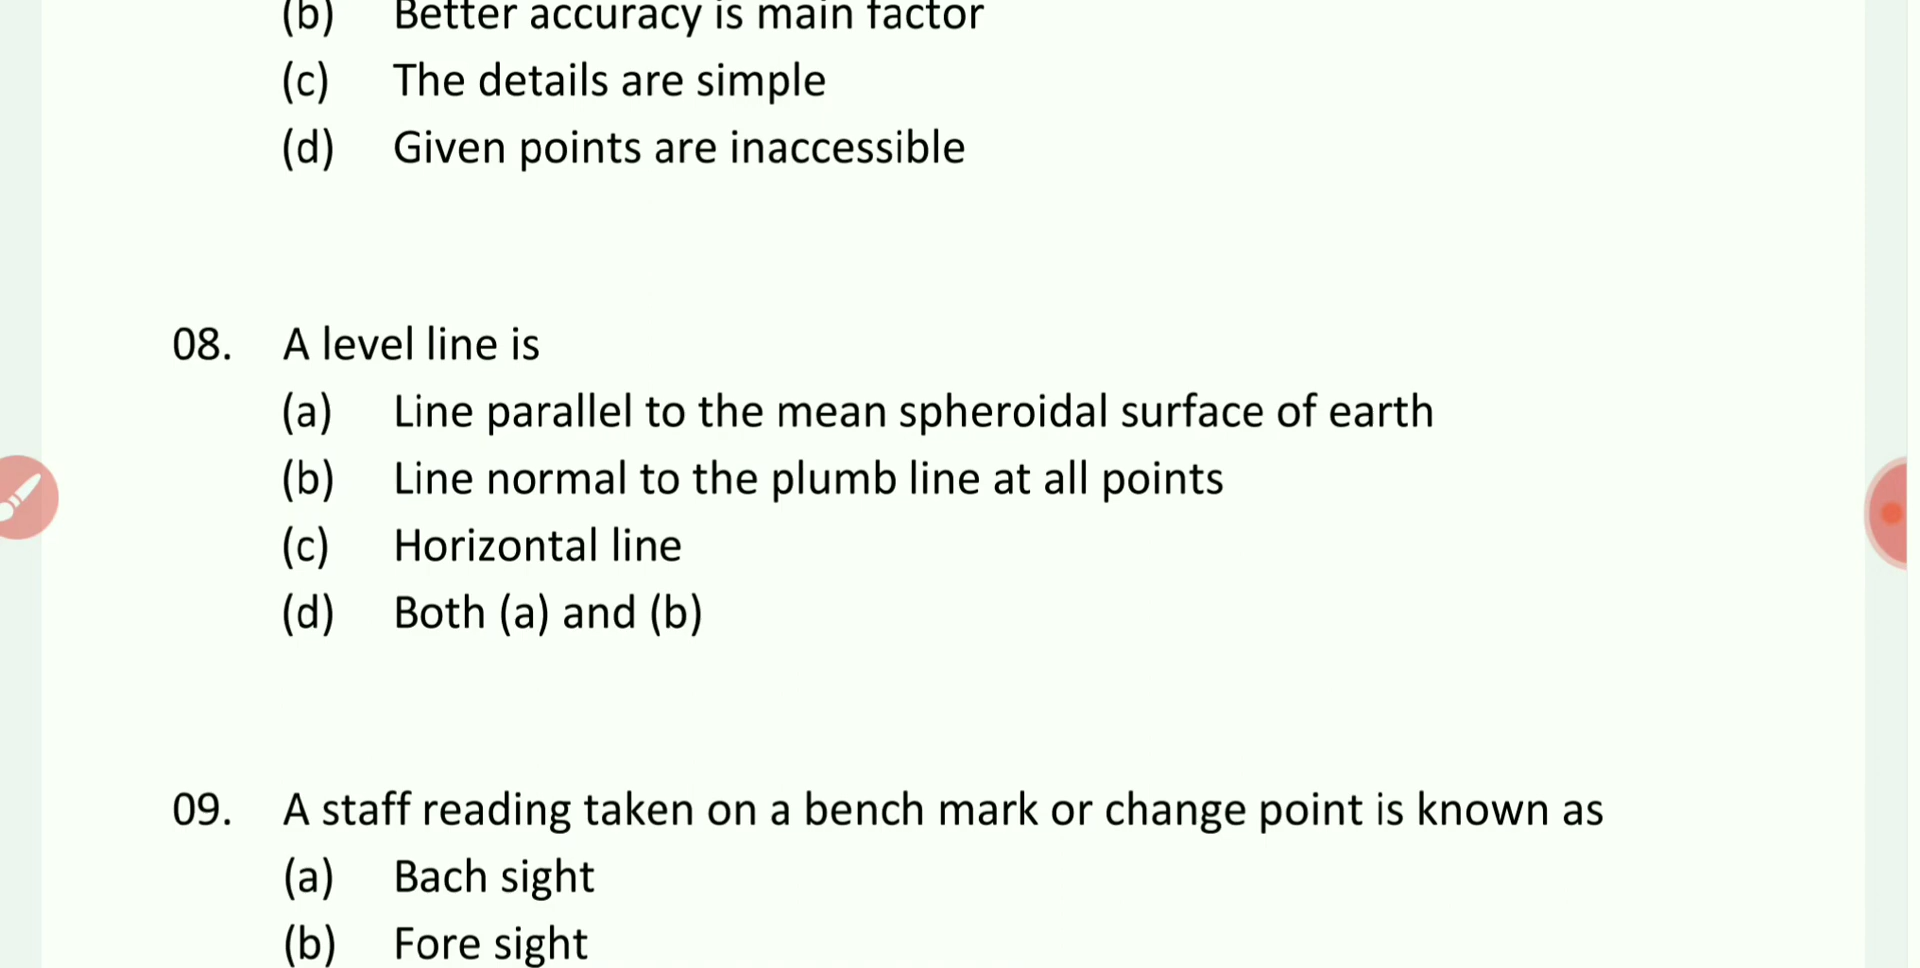 (b) Better accuracy is main factor
(c) The details are simple
(d) Given points are inaccessible
08. A level line is
(a) Line parallel to the mean spheroidal surface of earth
(b) Line normal to the plumb line at all points
(c) Horizontal line
(d) Both (a) and (b)
09. A staff reading taken on a bench mark or change point is known as
(a) Bach sight
(b) Fore sight